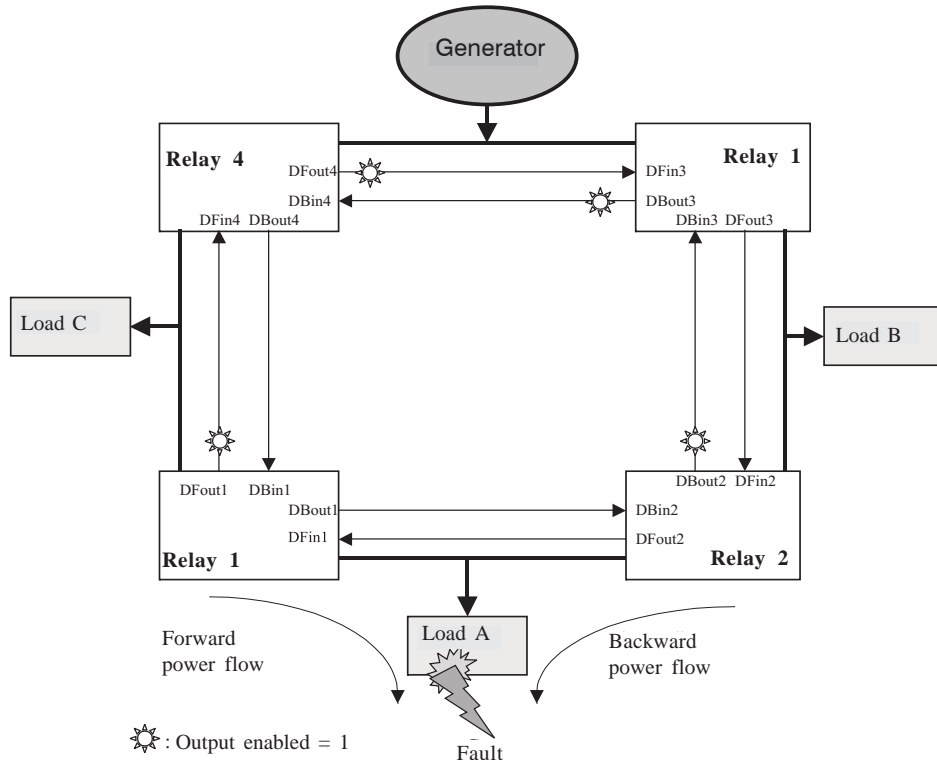 Generator
Relay 4
Relay 1
DFout4
DFin3
DBin4
DBout3
DFin4 DBout4
DBin3 DFout3
Load C
Load B
DFout1 DBin1
DBout2 DFin2
DBout1
DBin2
DFin1
DFout2
Relay 1
Relay 2
Forward
power flow
Load A
Backward
power flow
: Output enabled = 1
Fault